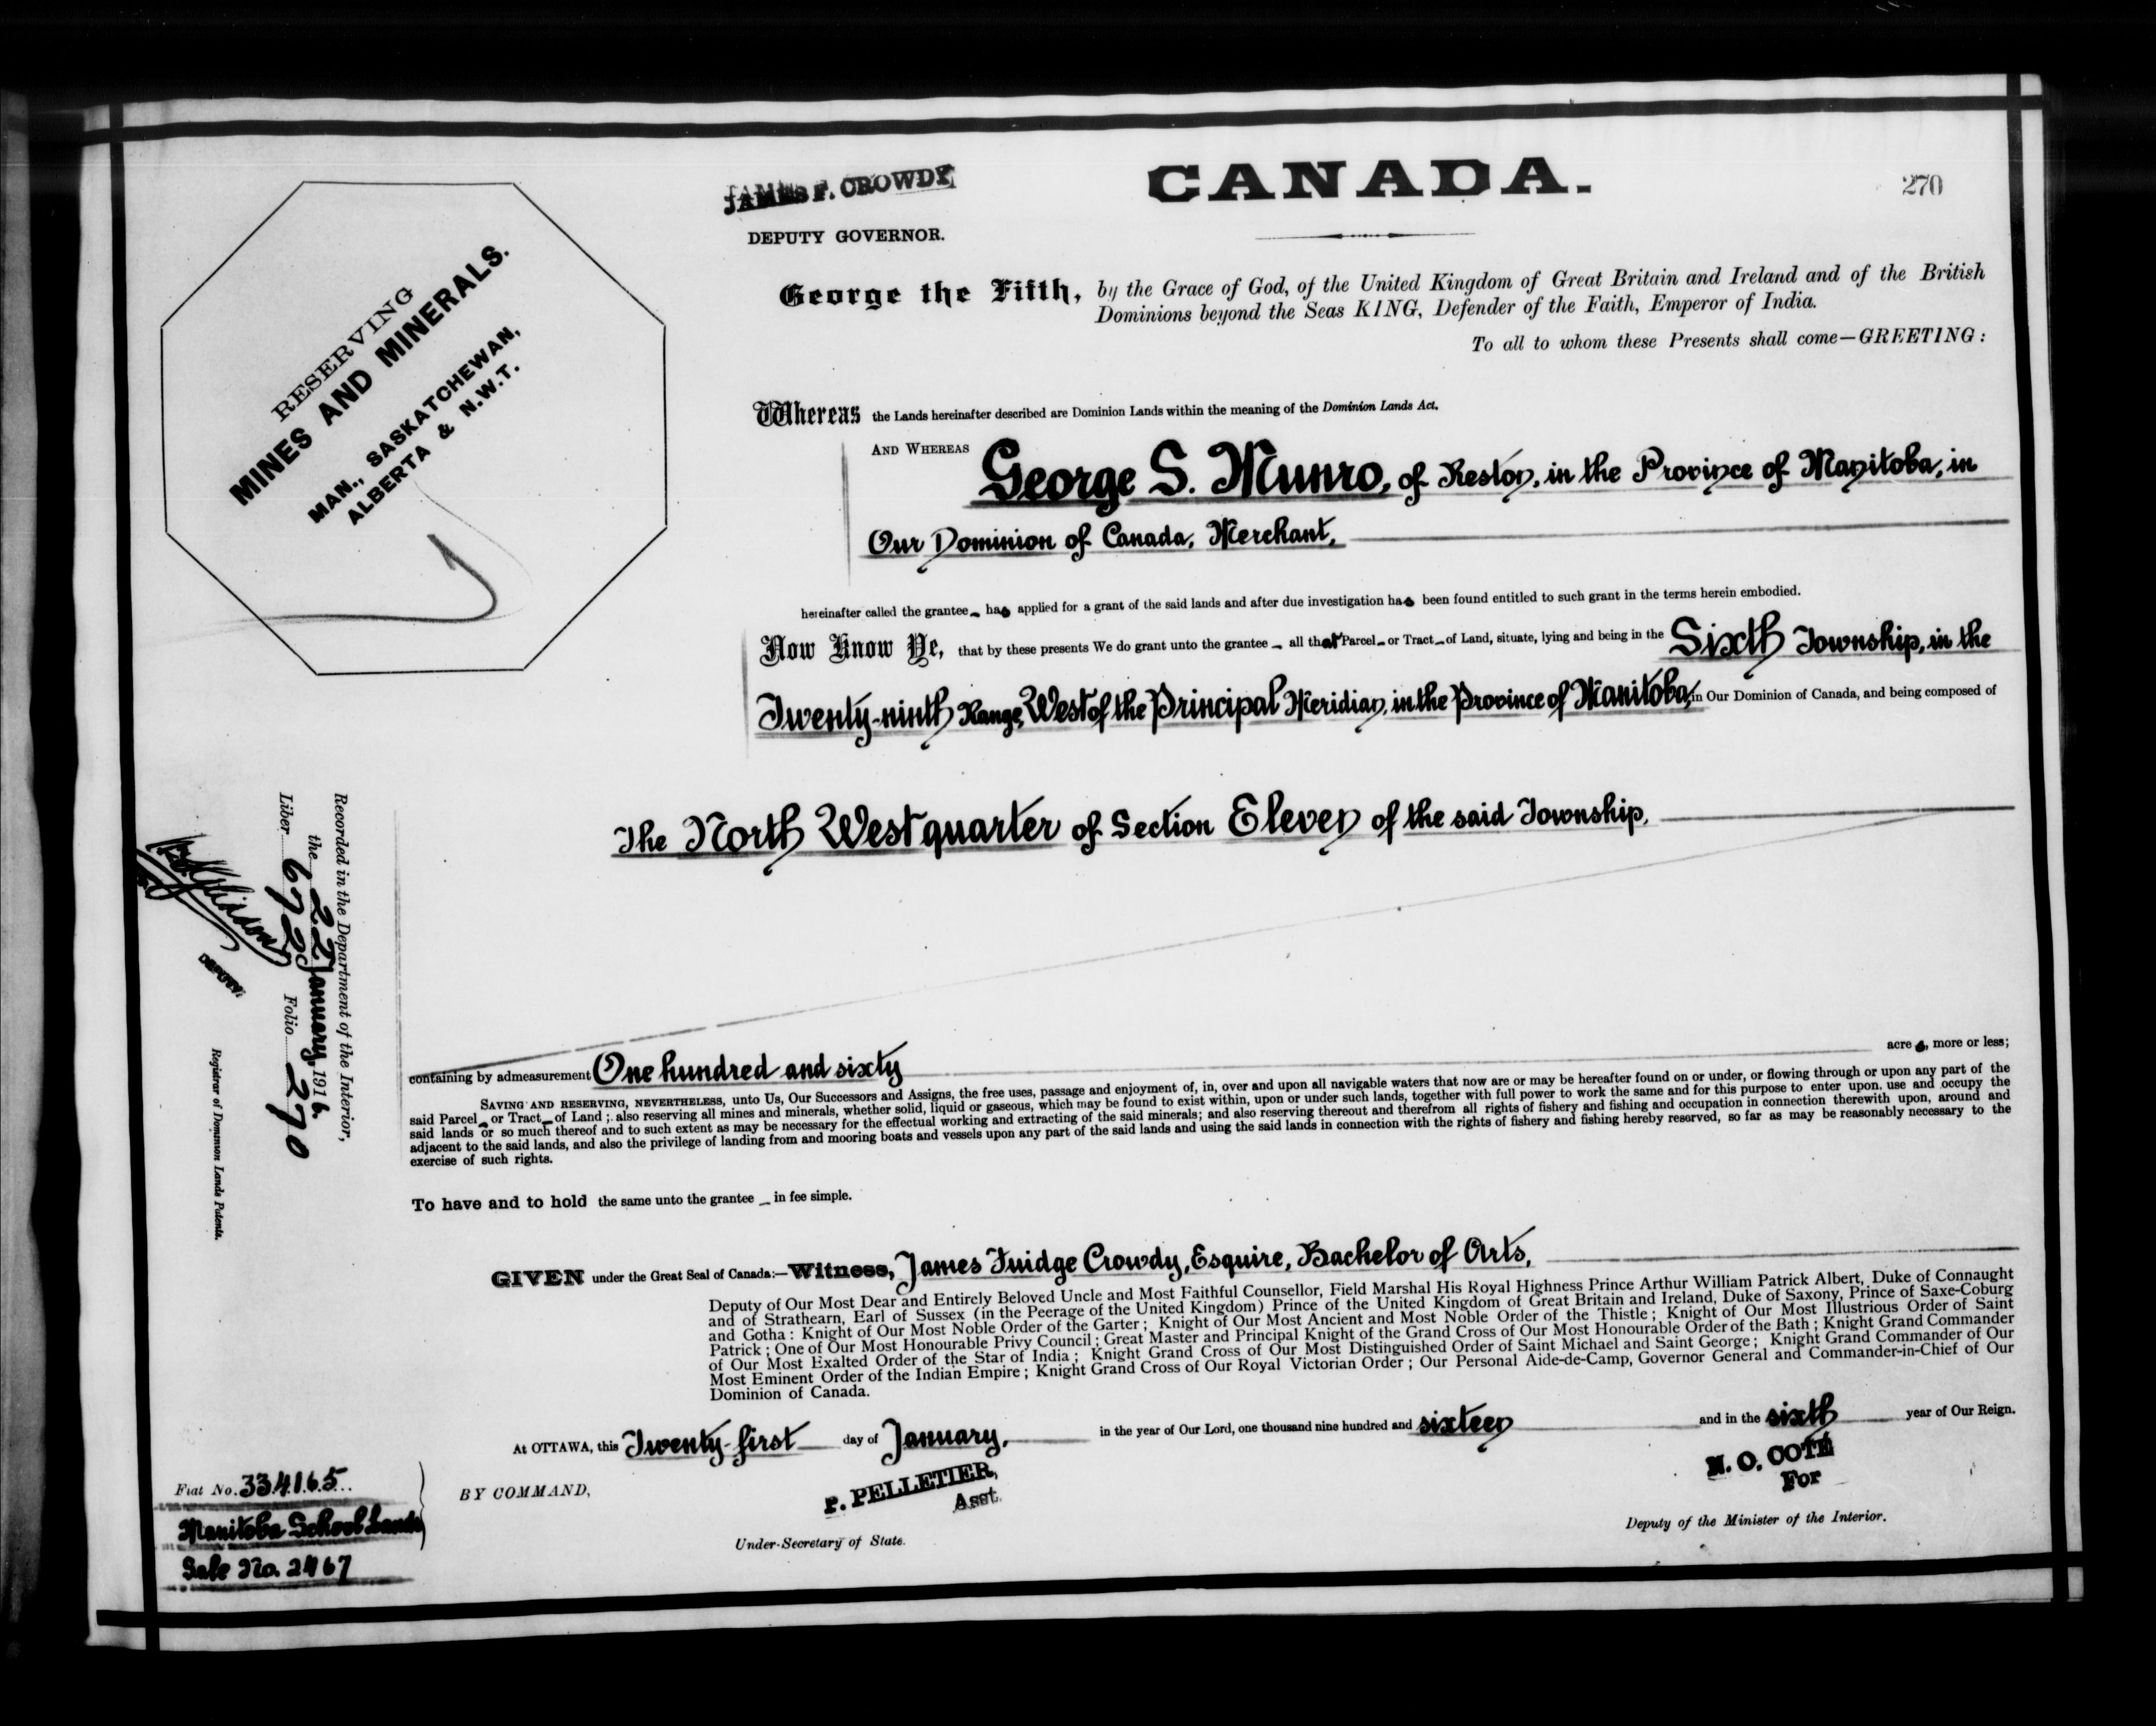 JAMES F. CROWDY,
DEPUTY GOVERNOR.
CANADA.
270
RESERVING
MINES AND MINERALS.
MAN., SASKATCHEWAN,
ALBERTA & N.W.T.
George the Fifth, by the Grace of God, of the United Kingdom of Great Britain and Ireland and of the British
Dominions beyond the Seas KING, Defender of the Faith, Emperor of India.
To all to whom these Presents shall come—GREETING:
Whereas the Lands hereinafter described are Dominion Lands within the meaning of the Dominion Lands Act.
AND WHEREAS George S. Munro, of Reston, in the Province of Manitoba, in
Our Dominion of Canada, Merchant,
hereinafter called the grantee has applied for a grant of the said lands and after due investigation has been found entitled to such grant in the terms herein embodied.
Now Know Ye, that by these presents We do grant unto the grantee all that Parcel or Tract of Land, situate, lying and being in the Sixth Township, in the
Twenty-ninth Range, West of the Principal Meridian, in the Province of Manitoba, in Our Dominion of Canada, and being composed of
The North West quarter of Section Eleven of the said Township,
containing by admeasurement One hundred and sixty acres, more or less;
SAVING AND RESERVING, NEVERTHELESS, unto Us, Our Successors and Assigns, the free uses, passage and enjoyment of, in, over and upon all navigable waters that now are or may be hereafter found on or under, or flowing through or upon any part of the
said Parcel or Tract of Land; also reserving all mines and minerals, whether solid, liquid or gaseous, which may be found to exist within, upon or under such lands, together with full power to work the same and for this purpose to enter upon, use and occupy the
said lands or so much thereof and to such extent as may be necessary for the effectual working and extracting of the said minerals; and also reserving thereout and therefrom all rights of fishery and fishing and occupation in connection therewith upon, around and
adjacent to the said lands, and also the privilege of landing from and mooring boats and vessels upon any part of the said lands and using the said lands in connection with the rights of fishery and fishing hereby reserved, so far as may be reasonably necessary to the
exercise of such rights.
To have and to hold the same unto the grantee in fee simple.
GIVEN under the Great Seal of Canada:—Witness, James Fuidge Crowdy, Esquire, Bachelor of Arts,
Deputy of Our Most Dear and Entirely Beloved Uncle and Most Faithful Counsellor, Field Marshal His Royal Highness Prince Arthur William Patrick Albert, Duke of Connaught
and of Strathearn, Earl of Sussex (in the Peerage of the United Kingdom) Prince of the United Kingdom of Great Britain and Ireland, Duke of Saxony, Prince of Saxe-Coburg
and Gotha: Knight of Our Most Noble Order of the Garter; Knight of Our Most Ancient and Most Noble Order of the Thistle; Knight of Our Most Illustrious Order of Saint
Patrick; One of Our Most Honourable Privy Council; Great Master and Principal Knight of the Grand Cross of Our Most Honourable Order of the Bath; Knight Grand Commander
of Our Most Exalted Order of the Star of India; Knight Grand Cross of Our Most Distinguished Order of Saint Michael and Saint George; Knight Grand Commander of Our
Most Eminent Order of the Indian Empire; Knight Grand Cross of Our Royal Victorian Order; Our Personal Aide-de-Camp, Governor General and Commander-in-Chief of Our
Dominion of Canada.
At OTTAWA, this Twenty-first day of January, in the year of Our Lord, one thousand nine hundred and sixteen and in the sixth year of Our Reign.
BY COMMAND,
P. PELLETIER,
Asst.
Under-Secretary of State.
N. O. COTÉ
For
Deputy of the Minister of the Interior.
Recorded in the Department of the Interior,
the 22 January, 1916.
Liber 672 Folio 270
DEPUTY.
Registrar of Dominion Lands Patents.
Fiat No. 334165
Manitoba School Lands
Sale No. 2467